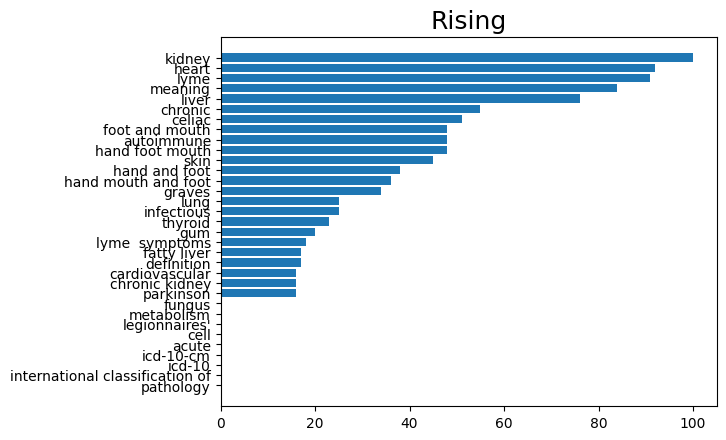 Rising
kidney
heart
lyme
meaning
liver
chronic
celiac
foot and mouth
autoimmune
hand foot mouth
skin
hand and foot
hand mouth and foot
graves
lung
infectious
thyroid
gum
lyme  symptoms
fatty liver
definition
cardiovascular
chronic kidney
parkinson
fungus
metabolism
legionnaires'
cell
acute
icd-10-cm
icd-10
international classification of
pathology
0 20 40 60 80 100